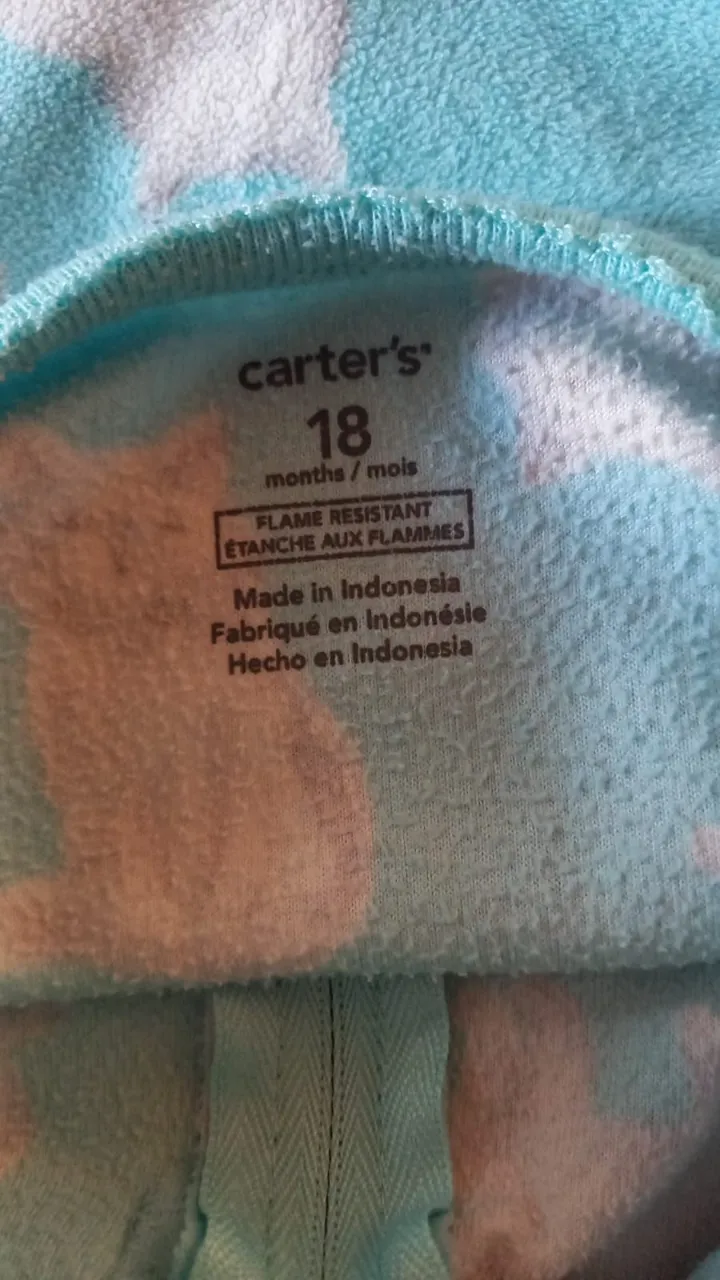 carter's
18
months / mois
FLAME RESISTANT
ÉTANCHE AUX FLAMMES
Made in Indonesia
Fabriqué en Indonésie
Hecho en Indonesia